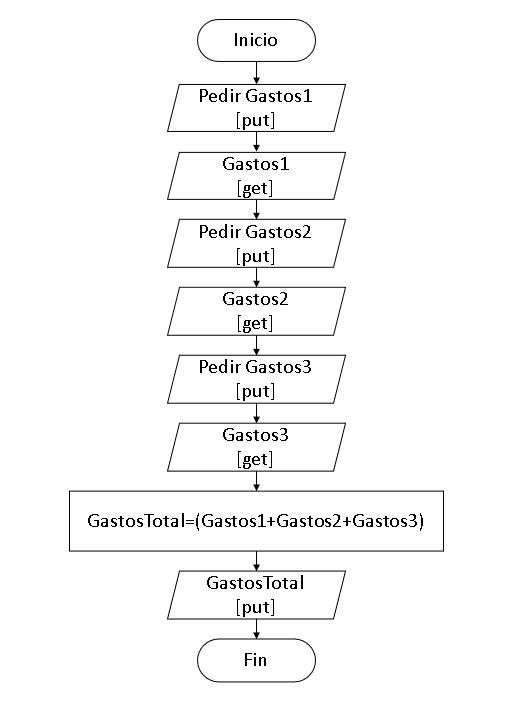 Inicio
Pedir Gastos1
[put]
Gastos1
[get]
Pedir Gastos2
[put]
Gastos2
[get]
Pedir Gastos3
[put]
Gastos3
[get]
GastosTotal=(Gastos1+Gastos2+Gastos3)
GastosTotal
[put]
Fin